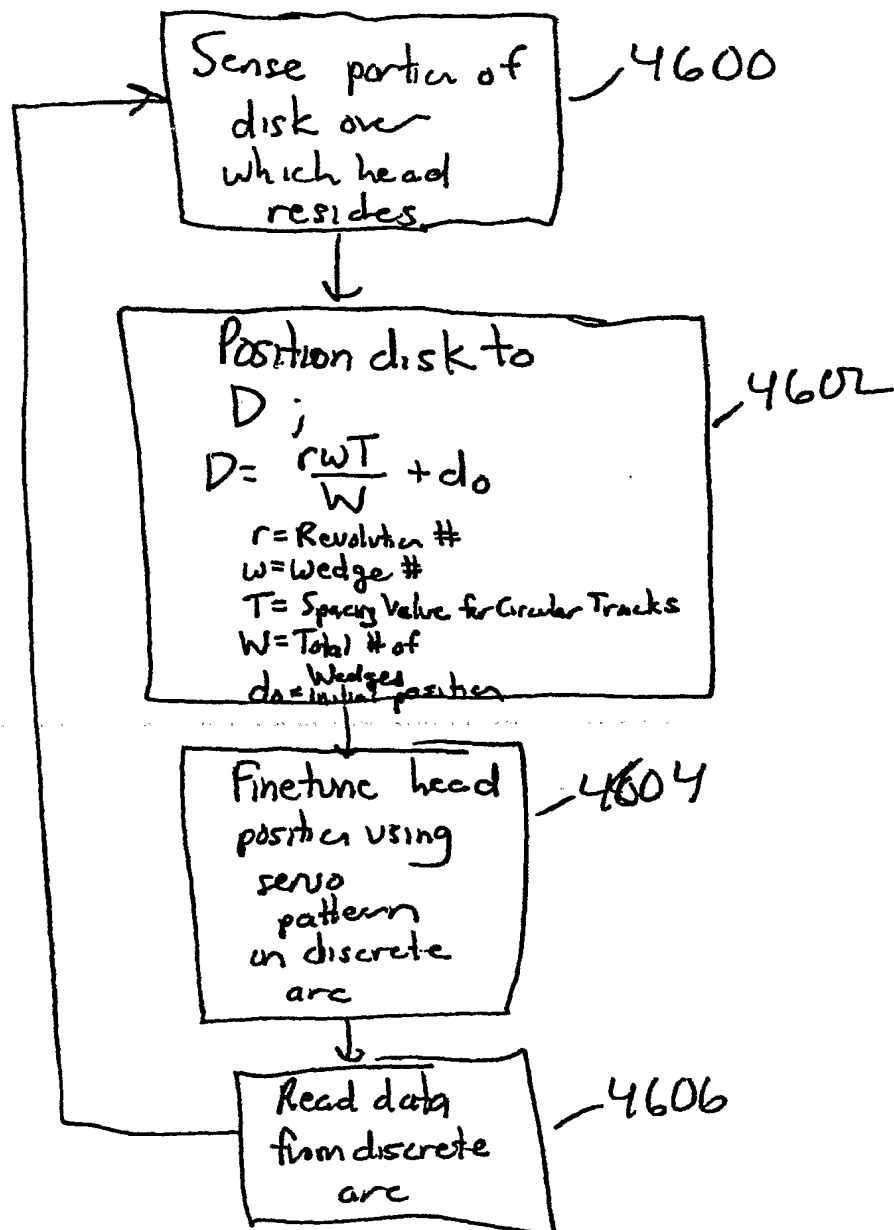 Sense portion of
disk over
which head
resides
4600
Position disk to
D ;
D = rwT/W + do
r = Revolution #
w = Wedge #
T = Spacing Value for Circular Tracks
W = Total # of
Wedges
do = initial position
4602
Finetune head
position using
servo
pattern
on discrete
arc
4604
Read data
from discrete
arc
4606